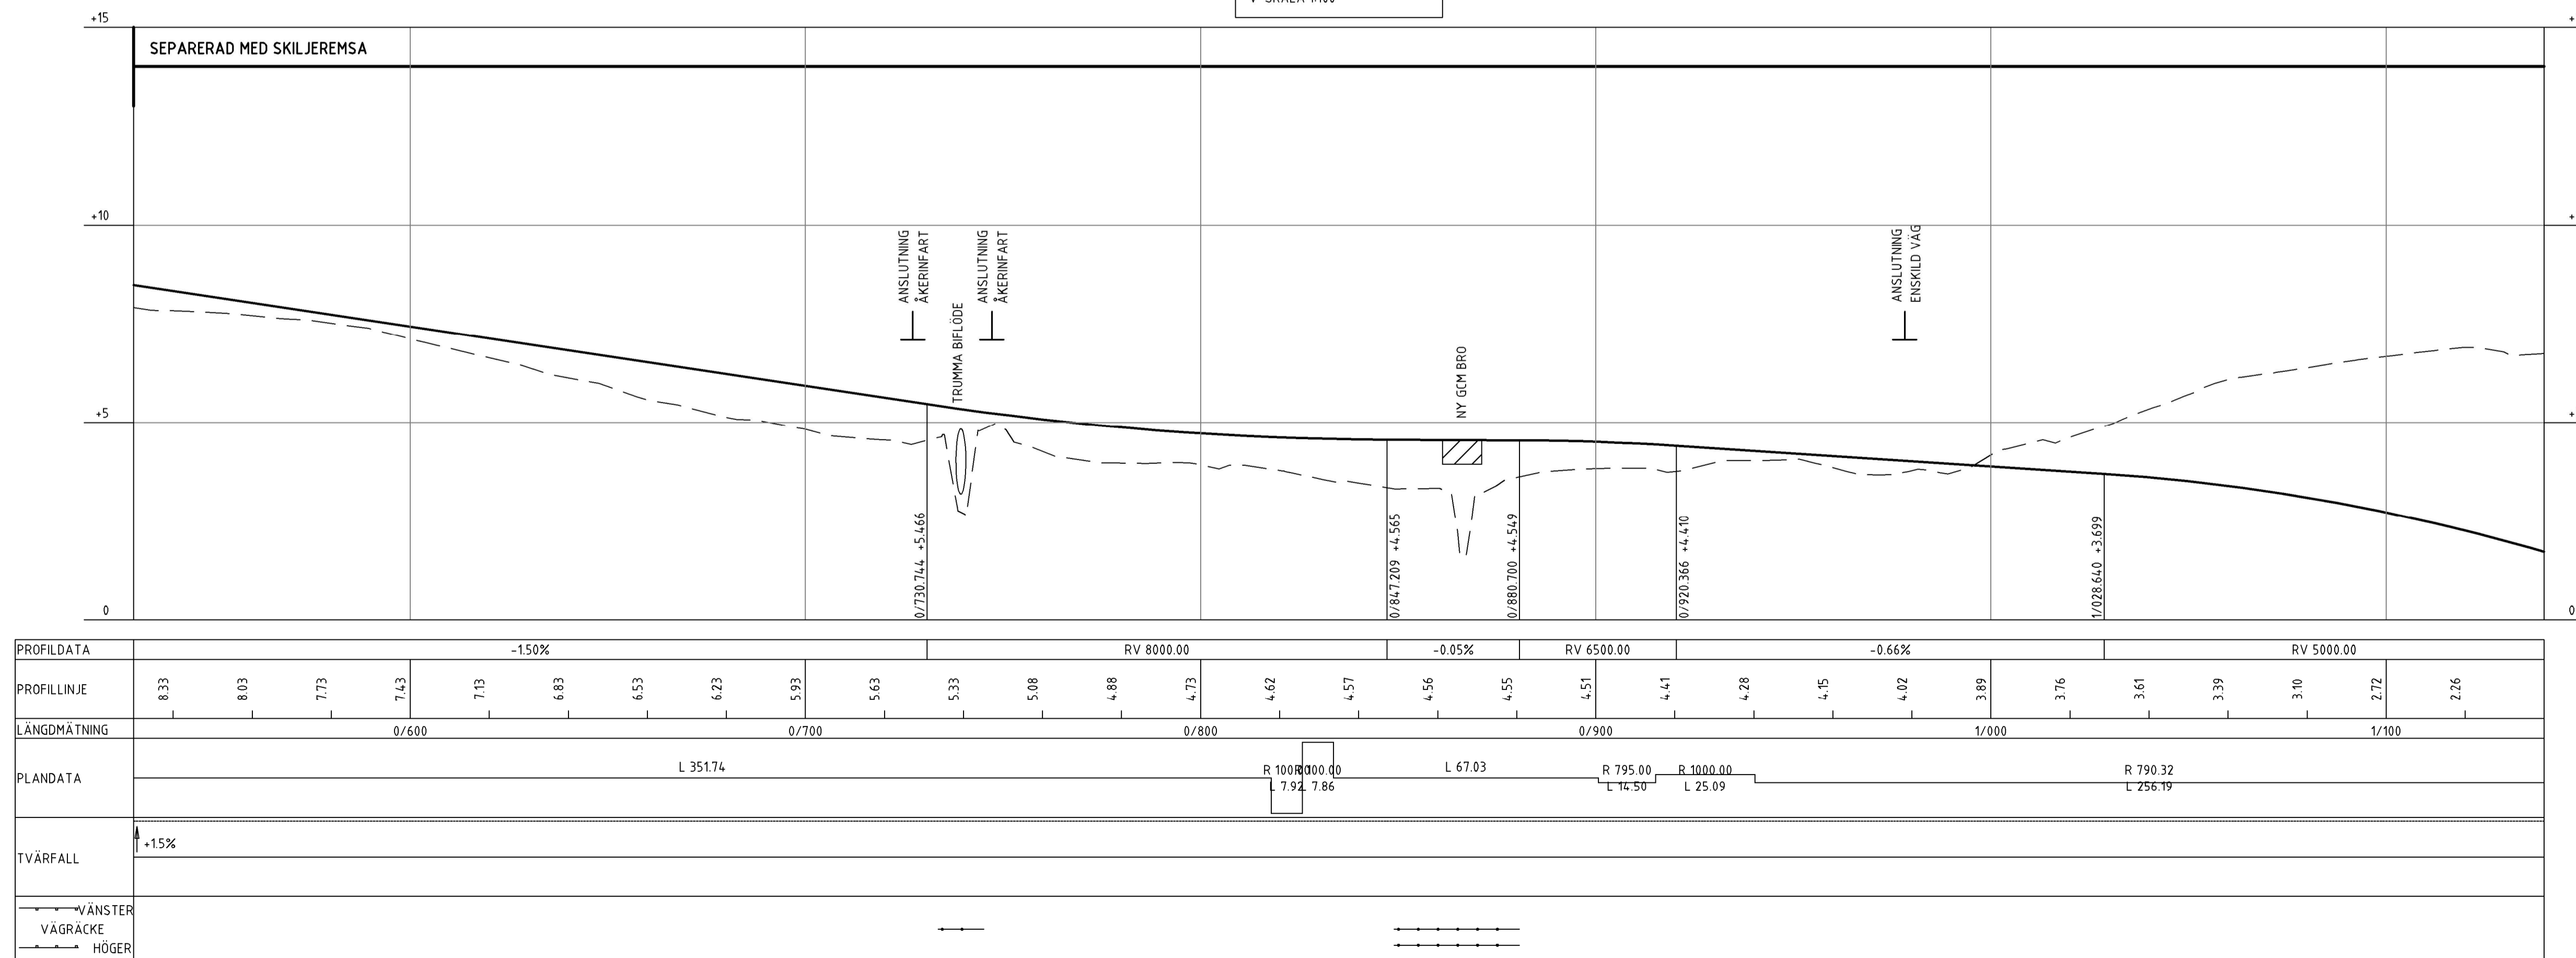 +15
SEPARERAD MED SKILJEREMSA
+10
+5
0
0
ANSLUTNING
ÅKERINFART
TRUMMA BIFLÖDE
ANSLUTNING
ÅKERINFART
NY GCM BRO
ANSLUTNING
ENSKILD VÄG
0/730.744 +5.466
0/847.209 +4.565
0/880.700 +4.549
0/920.366 +4.410
1/028.640 +3.699
PROFILDATA -1.50% RV 8000.00 -0.05% RV 6500.00 -0.66% RV 5000.00
PROFILLINJE 8.33 8.03 7.73 7.43 7.13 6.83 6.53 6.23 5.93 5.63 5.33 5.08 4.88 4.73 4.62 4.57 4.56 4.55 4.51 4.41 4.28 4.15 4.02 3.89 3.76 3.61 3.39 3.10 2.72 2.26
LÄNGDMÄTNING 0/600 0/700 0/800 0/900 1/000 1/100
PLANDATA
L 351.74
R 100.00 R 100.00
L 7.92 L 7.86
L 67.03
R 795.00
L 14.50
R 1000.00
L 25.09
R 790.32
L 256.19
TVÄRFALL +1.5%
VÄNSTER
VÄGRÄCKE
HÖGER